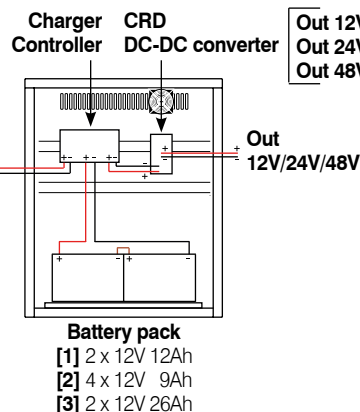 Charger Controller
CRD DC-DC converter
Out 12V
Out 24V
Out 48V
Out 12V/24V/48V
+ - + - + -
- +
+ -
+ -
+ - + -
Battery pack
[1] 2 x 12V 12Ah
[2] 4 x 12V 9Ah
[3] 2 x 12V 26Ah